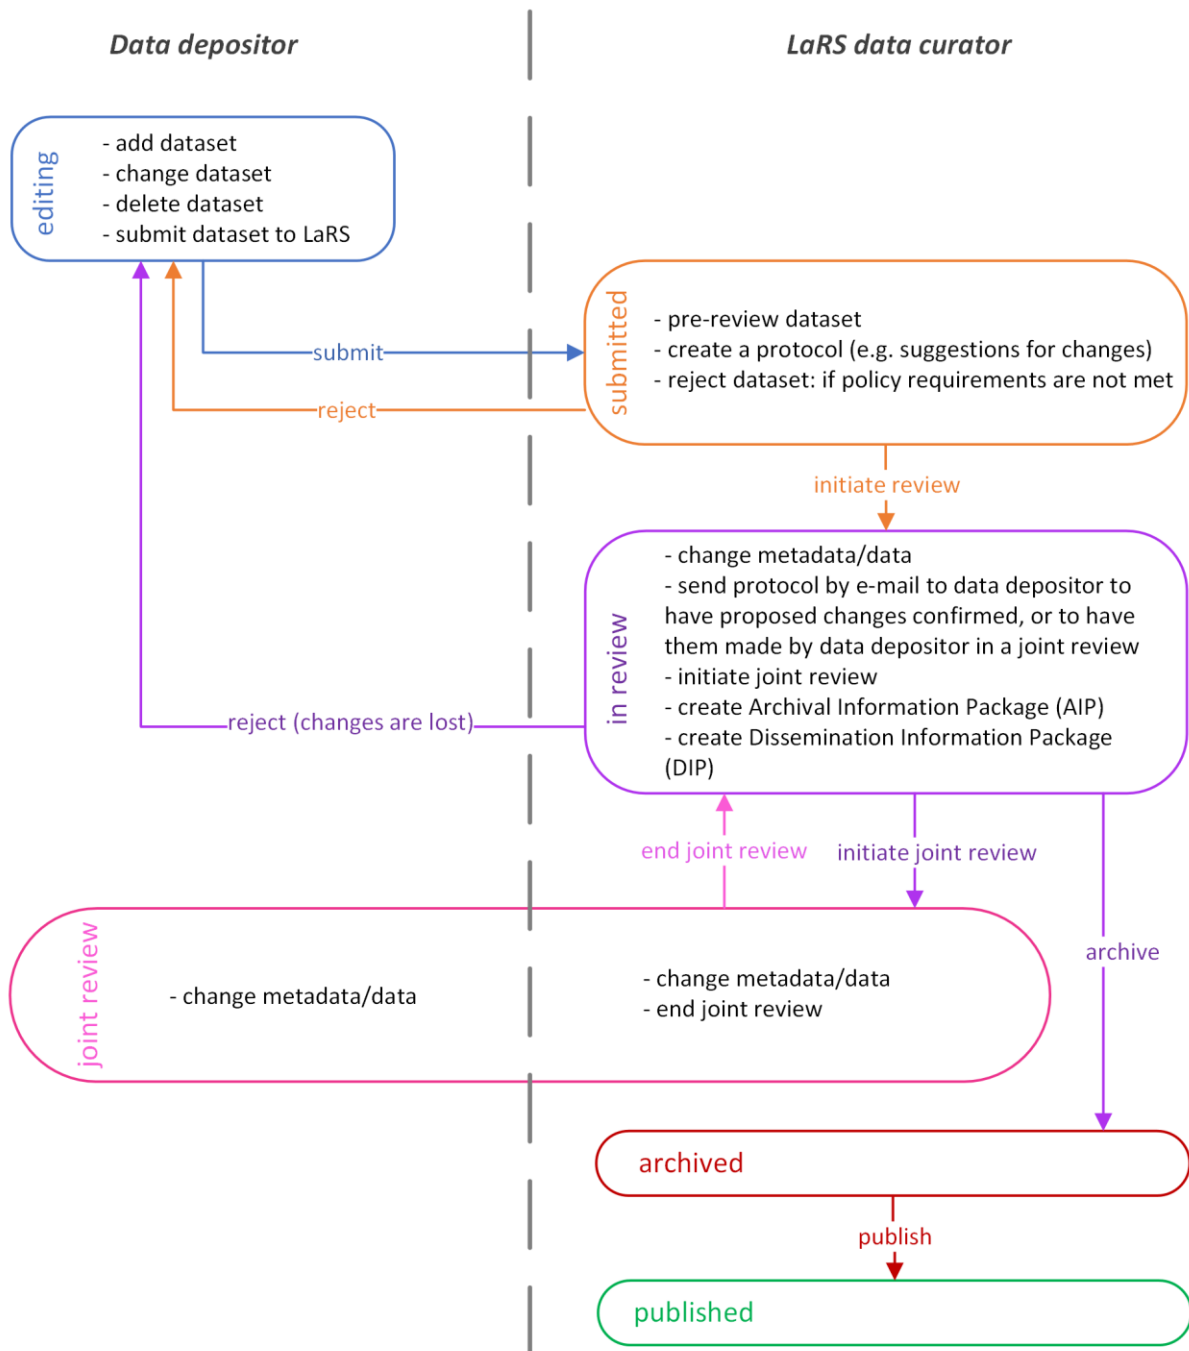 Data depositor
LaRS data curator
editing
- add dataset
- change dataset
- delete dataset
- submit dataset to LaRS
submitted
- pre-review dataset
- create a protocol (e.g. suggestions for changes)
- reject dataset: if policy requirements are not met
submit
reject
initiate review
in review
- change metadata/data
- send protocol by e-mail to data depositor to
have proposed changes confirmed, or to have
them made by data depositor in a joint review
- initiate joint review
- create Archival Information Package (AIP)
- create Dissemination Information Package
(DIP)
reject (changes are lost)
end joint review
initiate joint review
archive
joint review
- change metadata/data
- change metadata/data
- end joint review
archived
publish
published